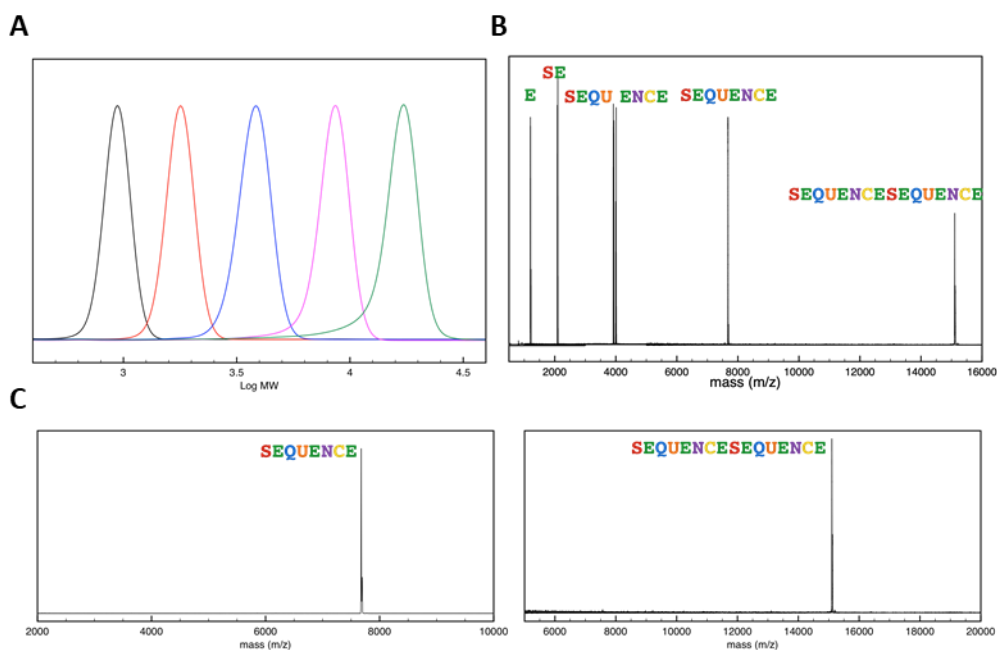 A
3 3.5 4 4.5
Log MW
B
E
SE
SEQU ENCE SEQUENCE
SEQUENCESEQUENCE
2000 4000 6000 8000 10000 12000 14000 16000
mass (m/z)
C
SEQUENCE
2000 4000 6000 8000 10000
mass (m/z)
SEQUENCESEQUENCE
6000 8000 10000 12000 14000 16000 18000 20000
mass (m/z)